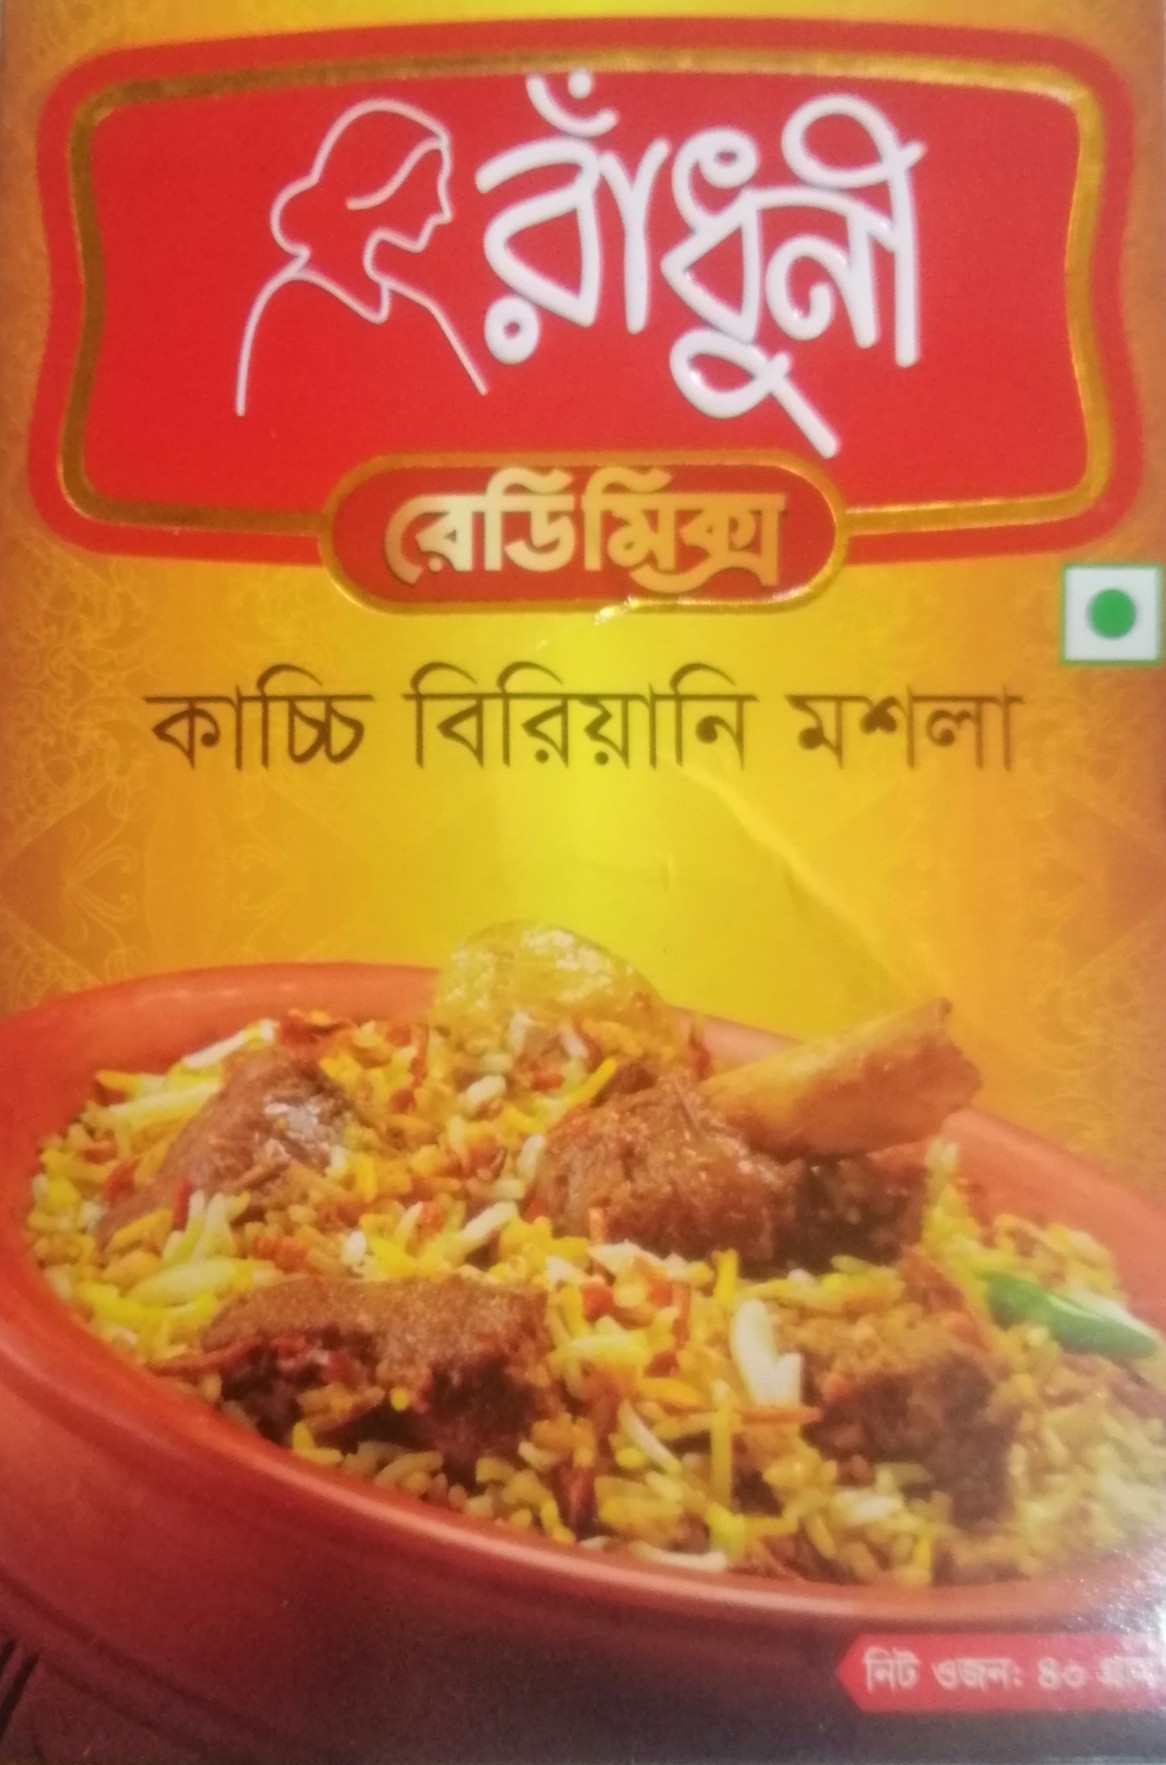 রাঁধুনী
রেডিমিক্স
কাচ্চি বিরিয়ানি মশলা
নিট ওজন: ৪০ গ্রাম